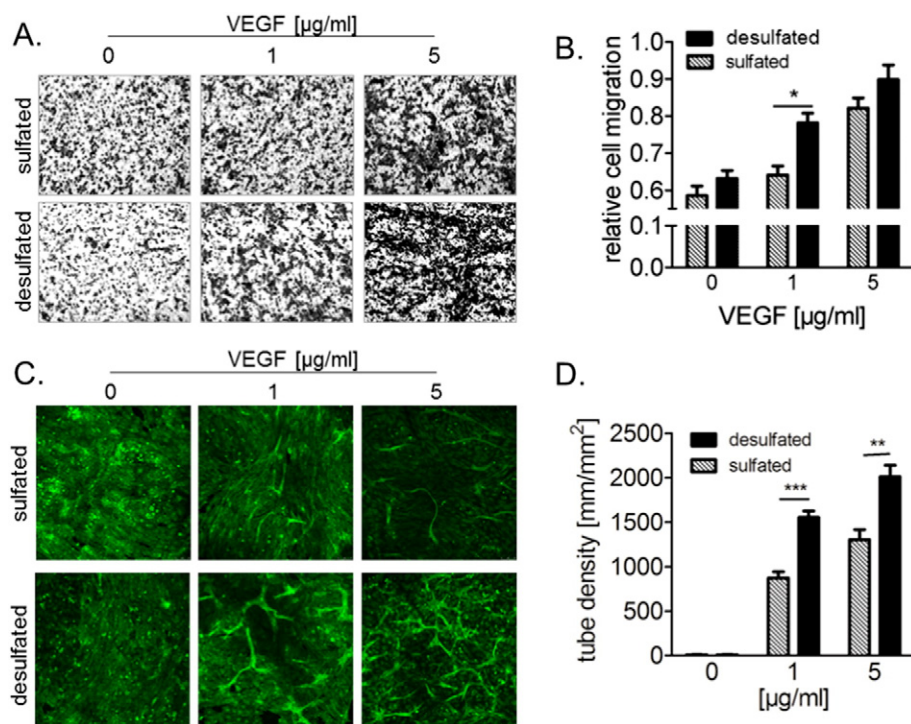 A.
VEGF [µg/ml]
0 1 5
sulfated
desulfated
B.
desulfated
sulfated
*
relative cell migration
1.0
0.9
0.8
0.7
0.6
0.1
0.0
0 1 5
VEGF [µg/ml]
C.
VEGF [µg/ml]
0 1 5
sulfated
desulfated
D.
desulfated
sulfated
***
**
tube density [mm/mm²]
2500
2000
1500
1000
500
0
0 1 5
[µg/ml]